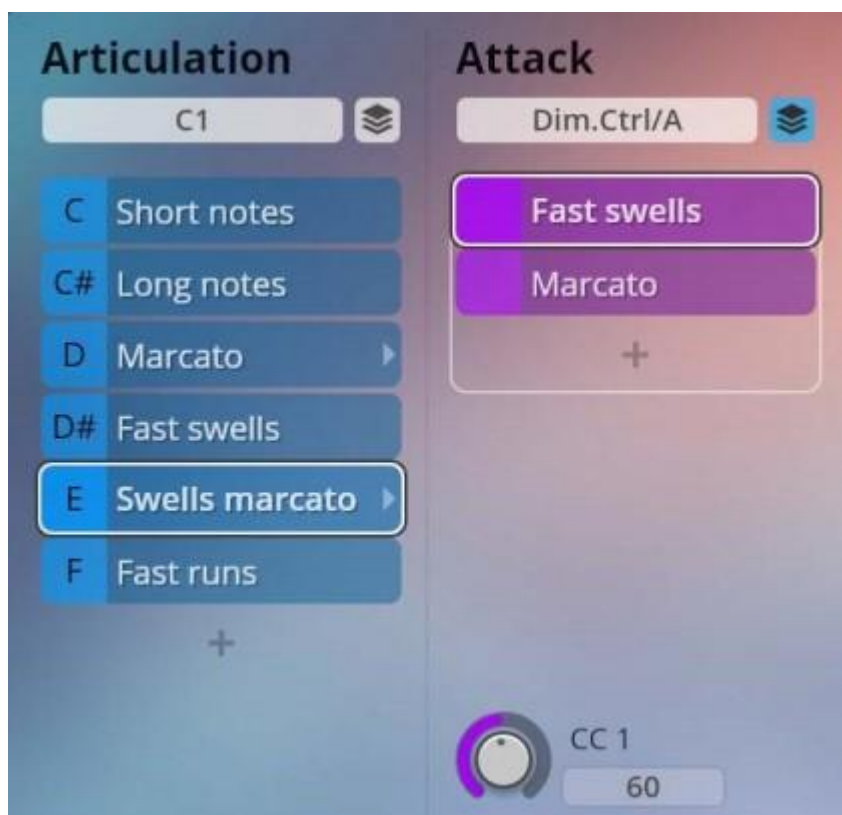 Articulation
C1
C Short notes
C# Long notes
D Marcato
D# Fast swells
E Swells marcato
F Fast runs
+
Attack
Dim.Ctrl/A
Fast swells
Marcato
+
CC 1
60